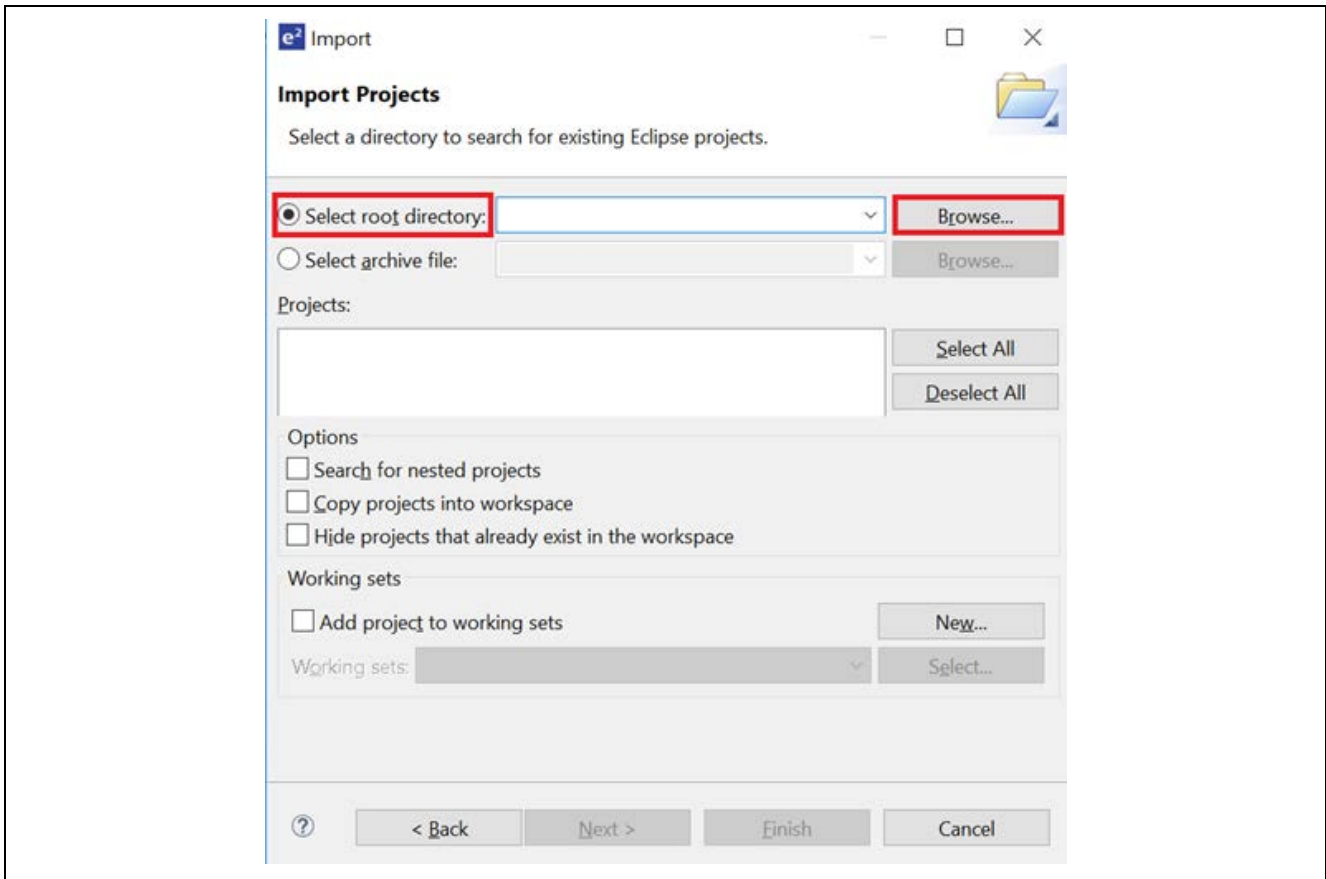 e² Import
Import Projects
Select a directory to search for existing Eclipse projects.
Select root directory: Browse...
Select archive file: Browse...
Projects:
Select All
Deselect All
Options
Search for nested projects
Copy projects into workspace
Hide projects that already exist in the workspace
Working sets
Add project to working sets New...
Working sets: Select...
? < Back Next > Finish Cancel